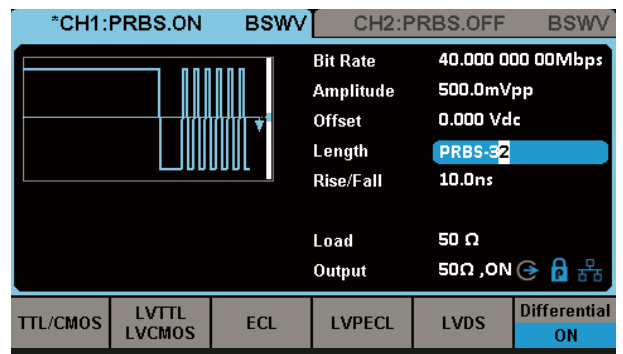 *CH1:PRBS.ON BSWV CH2:PRBS.OFF BSWV
Bit Rate 40.000 000 00Mbps
Amplitude 500.0mVpp
Offset 0.000 Vdc
Length PRBS-32
Rise/Fall 10.0ns
Load 50 Ω
Output 50Ω ,ON
TTL/CMOS LVTTL LVCMOS ECL LVPECL LVDS Differential ON